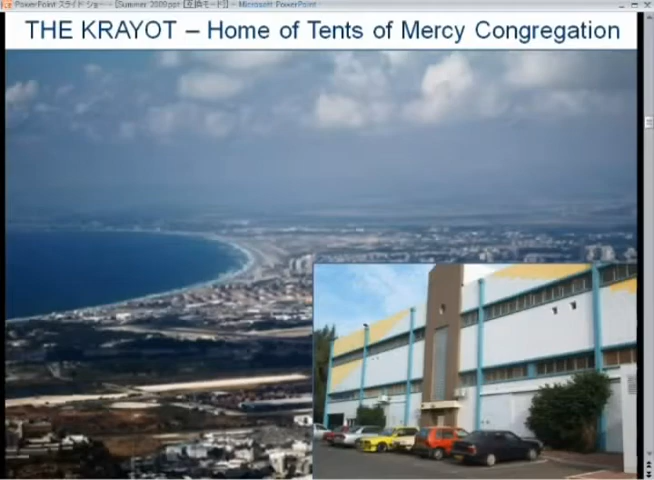 PowerPoint スライド ショー - [Summer 2009.ppt [互換モード]] - Microsoft PowerPoint
THE KRAYOT – Home of Tents of Mercy Congregation